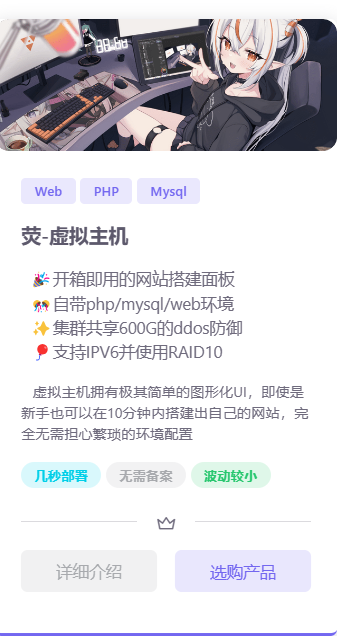 Web PHP Mysql
荧-虚拟主机
🎉 开箱即用的网站搭建面板
🎊 自带php/mysql/web环境
✨ 集群共享600G的ddos防御
🎈 支持IPV6并使用RAID10
虚拟主机拥有极其简单的图形化UI，即使是
新手也可以在10分钟内搭建出自己的网站，完
全无需担心繁琐的环境配置
几秒部署 无需备案 波动较小
详细介绍 选购产品